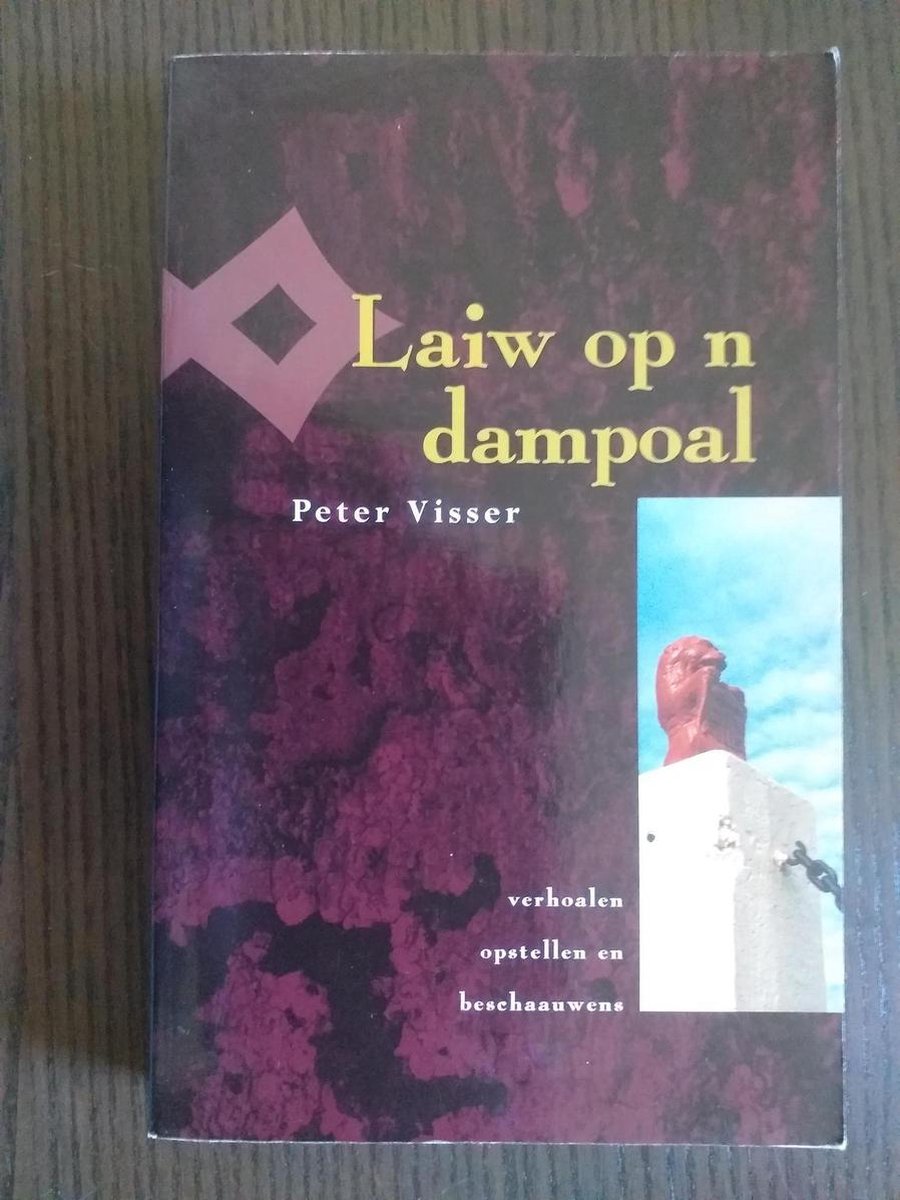 Laiw op n
dampoal
Peter Visser
verhoalen
opstellen en
beschaauwens